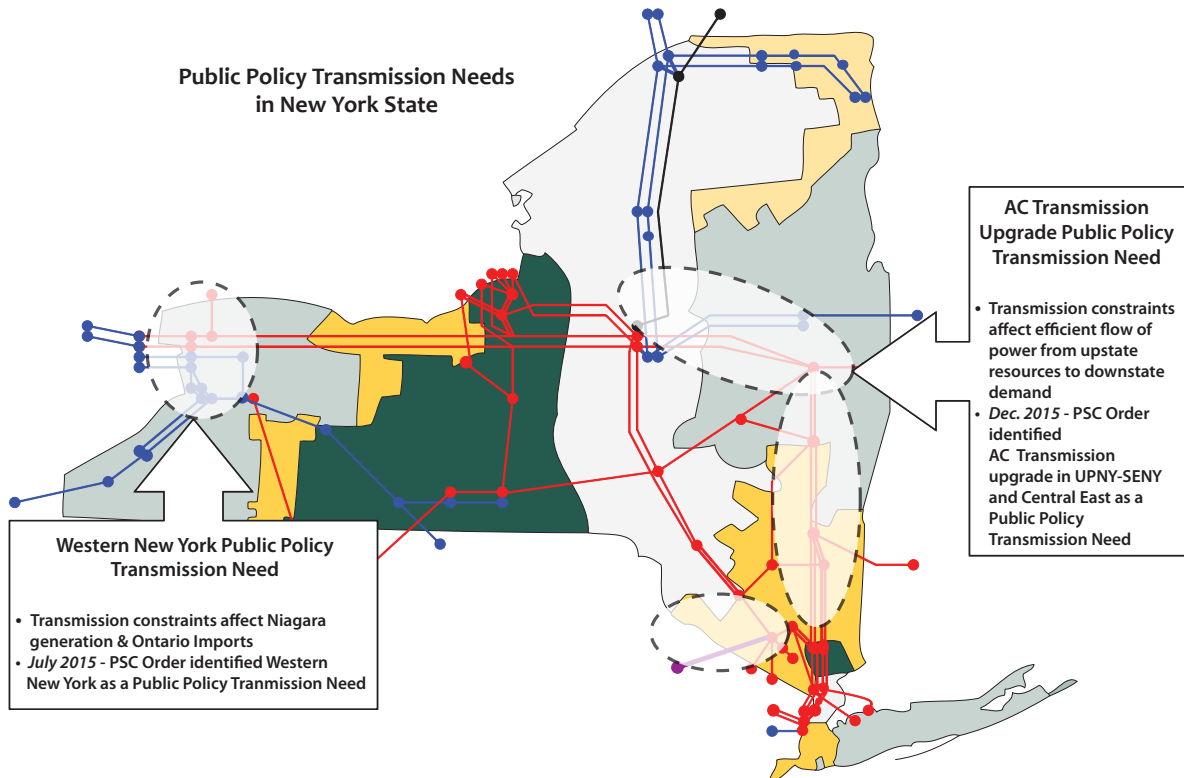 Public Policy Transmission Needs
in New York State
AC Transmission
Upgrade Public Policy
Transmission Need
• Transmission constraints
affect efficient flow of
power from upstate
resources to downstate
demand
• Dec. 2015 - PSC Order
identified
AC Transmission
upgrade in UPNY-SENY
and Central East as a
Public Policy
Transmission Need
Western New York Public Policy
Transmission Need
• Transmission constraints affect Niagara
generation & Ontario Imports
• July 2015 - PSC Order identified Western
New York as a Public Policy Tranmission Need